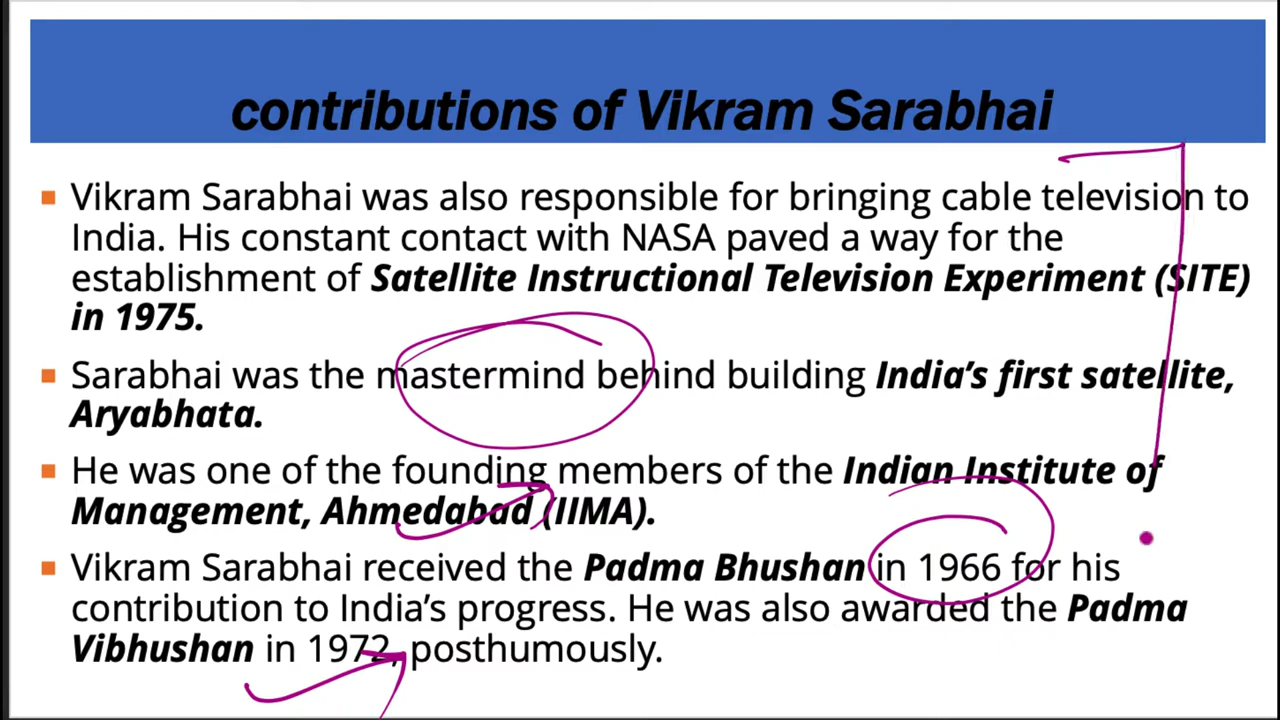 contributions of Vikram Sarabhai
Vikram Sarabhai was also responsible for bringing cable television to
India. His constant contact with NASA paved a way for the
establishment of Satellite Instructional Television Experiment (SITE)
in 1975.
Sarabhai was the mastermind behind building India’s first satellite,
Aryabhata.
He was one of the founding members of the Indian Institute of
Management, Ahmedabad (IIMA).
Vikram Sarabhai received the Padma Bhushan in 1966 for his
contribution to India’s progress. He was also awarded the Padma
Vibhushan in 1972, posthumously.